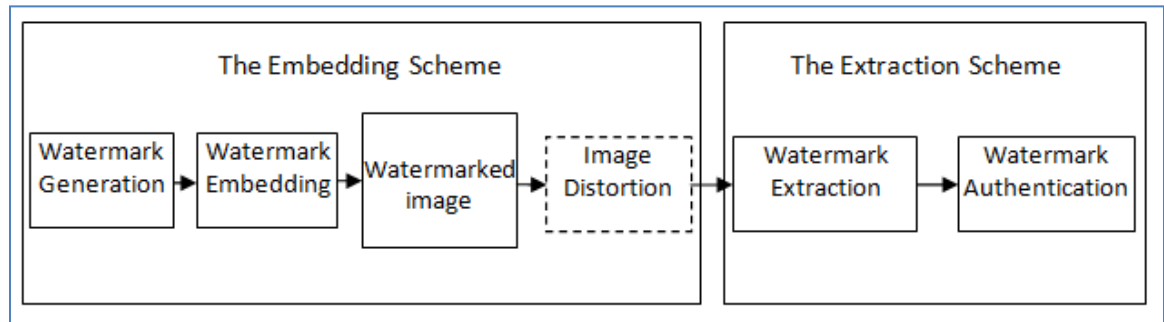 The Embedding Scheme
Watermark
Generation
Watermark
Embedding
Watermarked
image
Image
Distortion
The Extraction Scheme
Watermark
Extraction
Watermark
Authentication